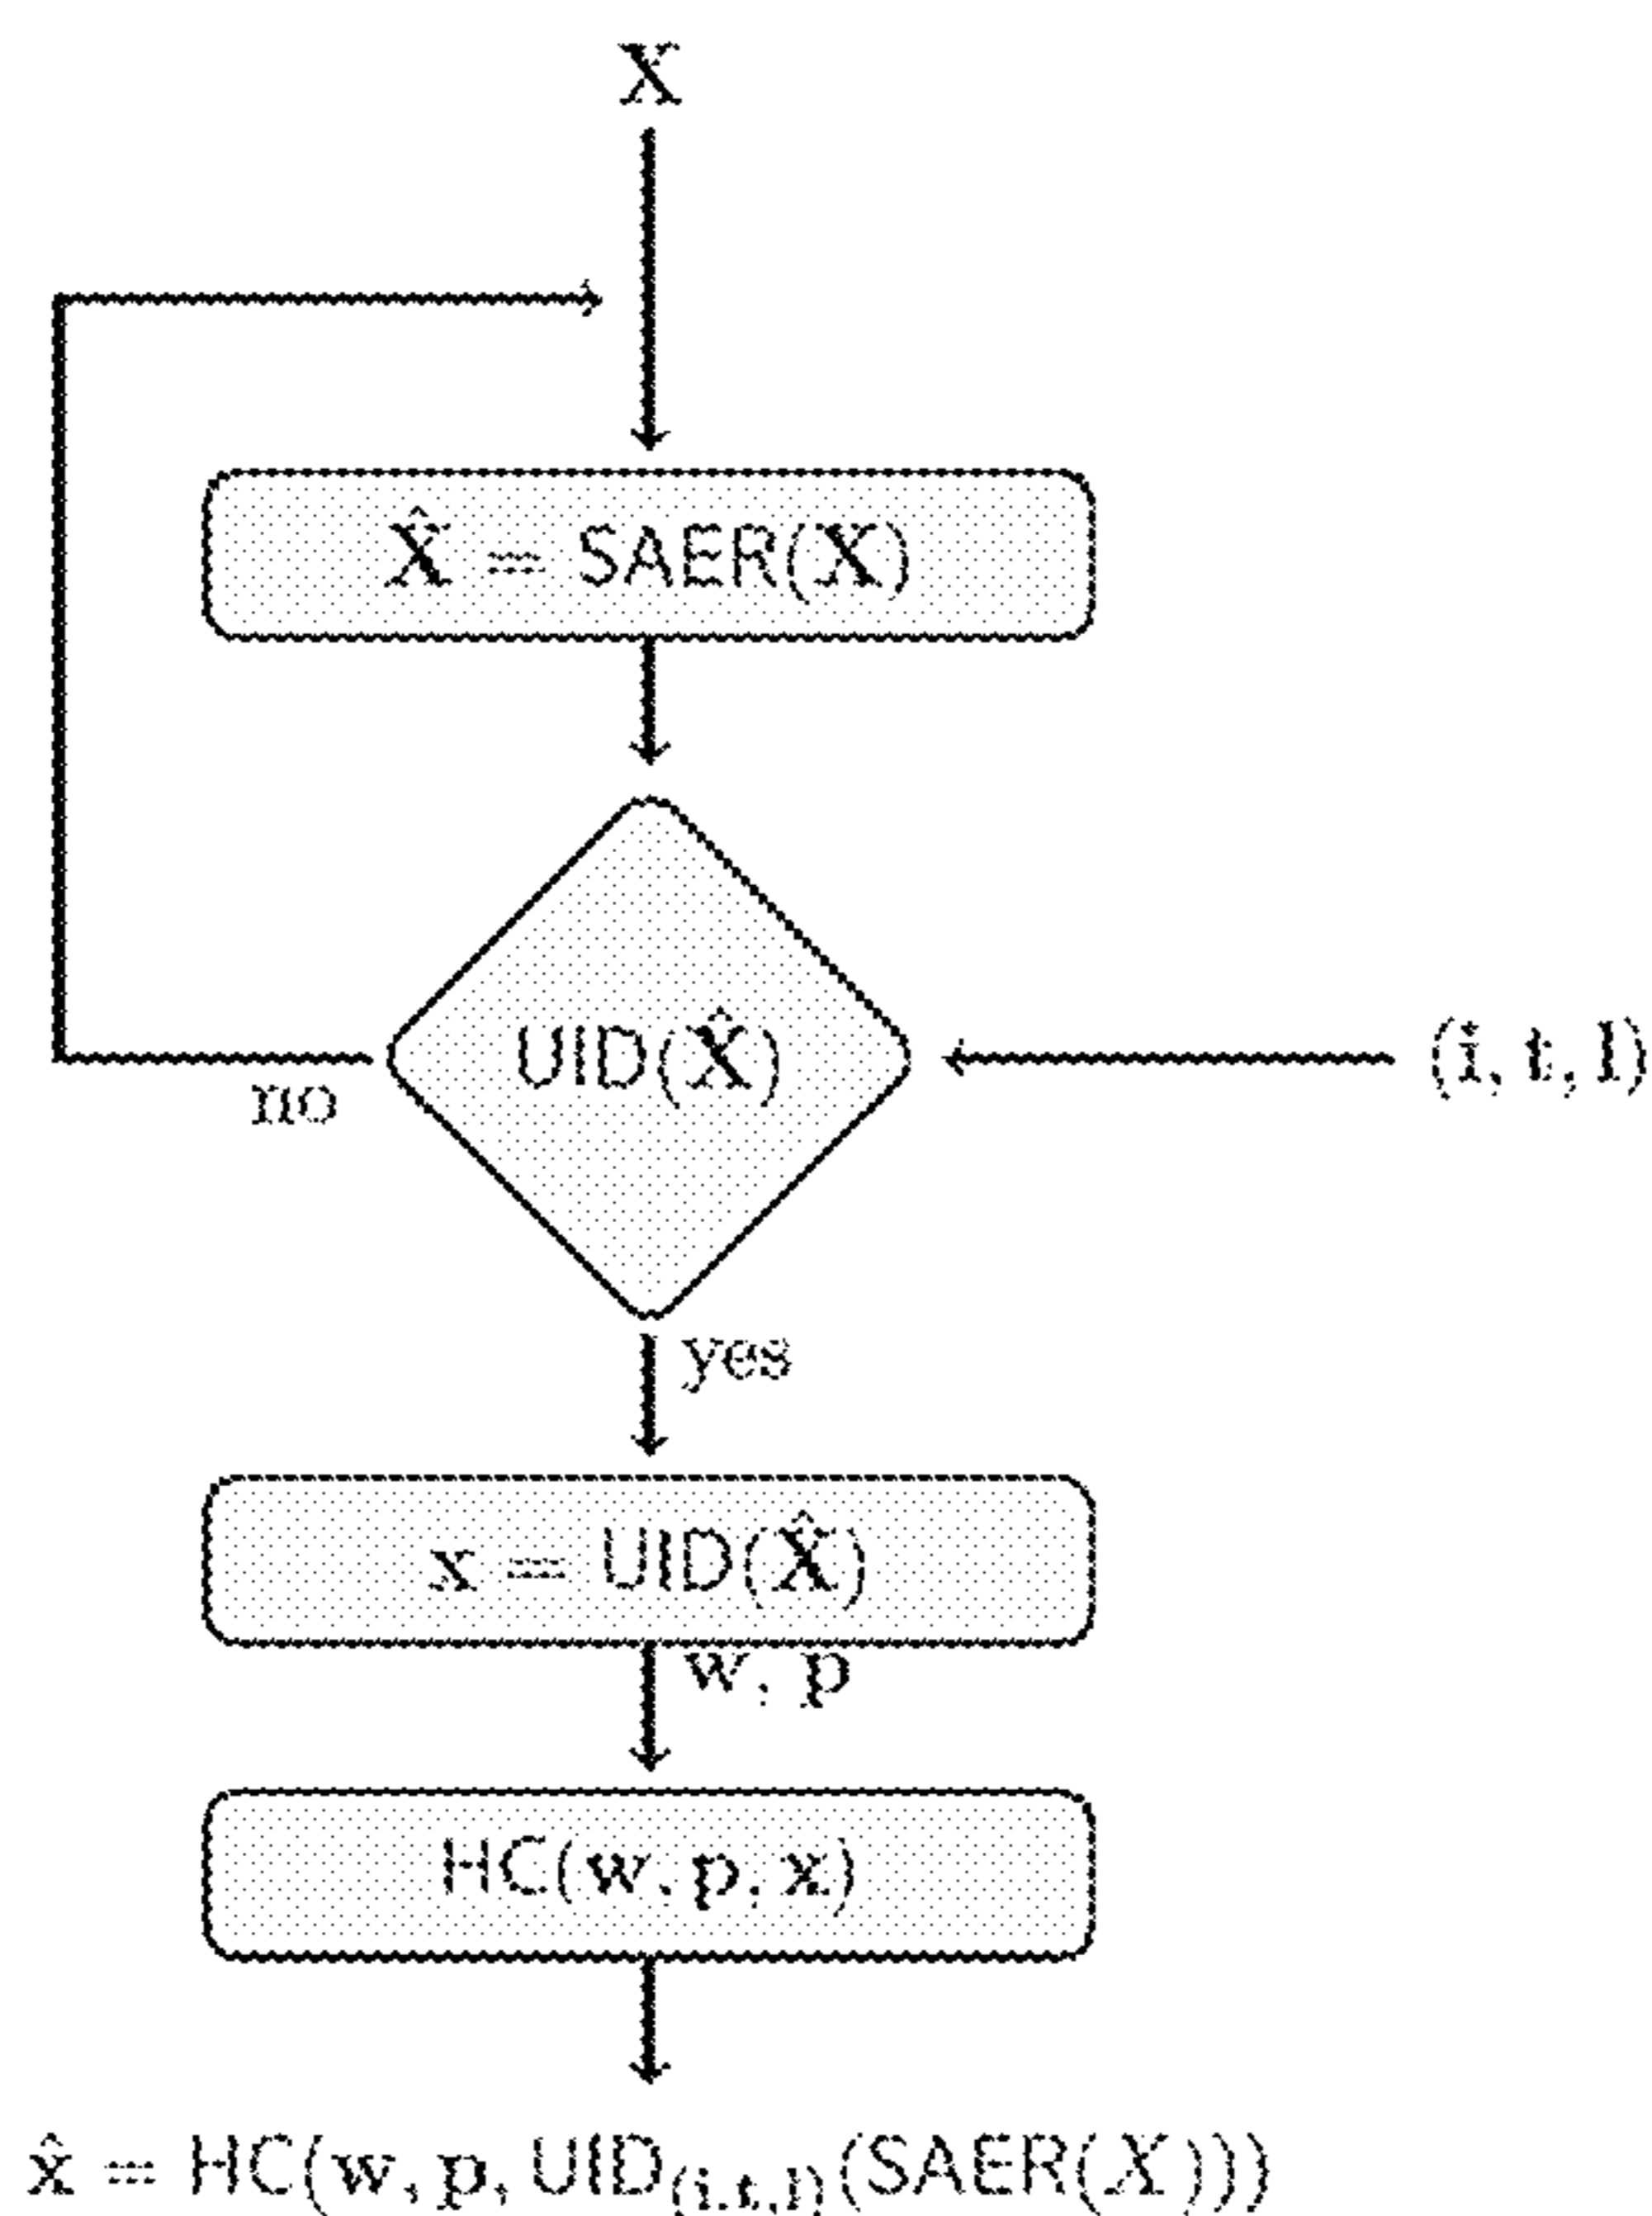 X
X̂ = SAER(X)
UID(X̂)
(i, t, l)
no
yes
x = UID(X̂)
w, p
HC(w, p, x)
x̂ = HC(w, p, UID(i,t,l)(SAER(X)))